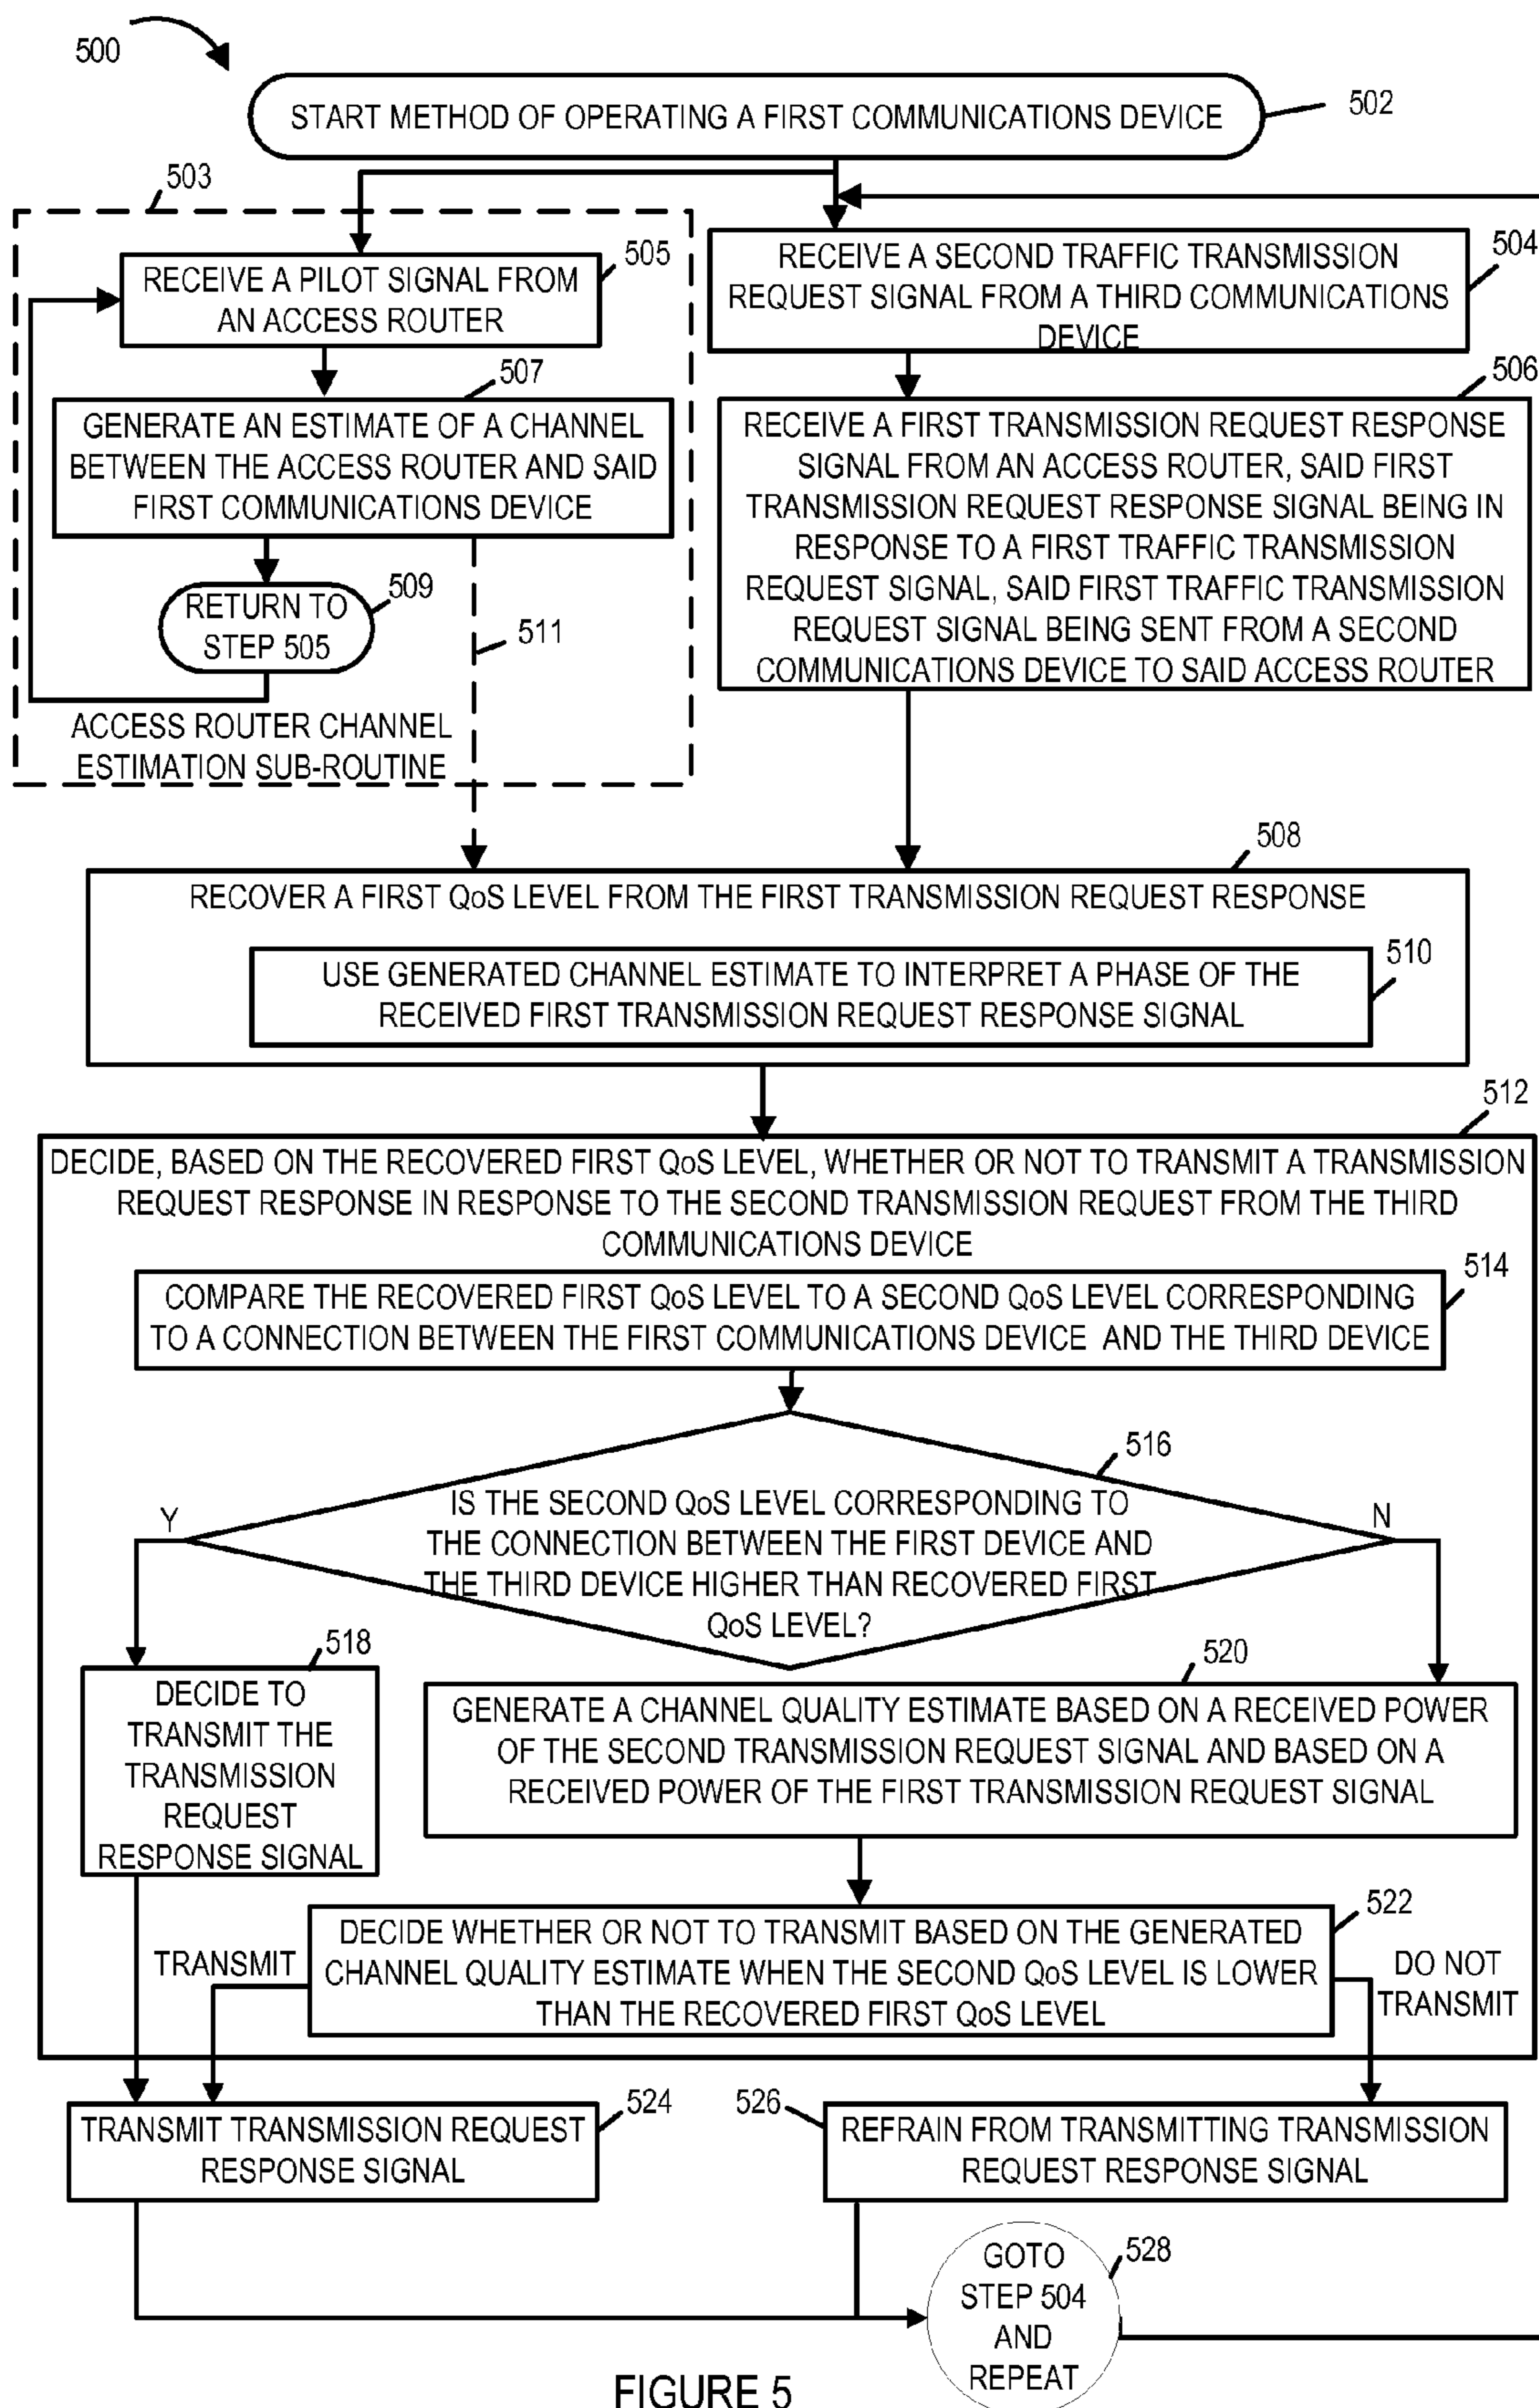 500
START METHOD OF OPERATING A FIRST COMMUNICATIONS DEVICE
502
503
RECEIVE A PILOT SIGNAL FROM
AN ACCESS ROUTER
505
507
GENERATE AN ESTIMATE OF A CHANNEL
BETWEEN THE ACCESS ROUTER AND SAID
FIRST COMMUNICATIONS DEVICE
RETURN TO
STEP 505
509
511
ACCESS ROUTER CHANNEL
ESTIMATION SUB-ROUTINE
RECEIVE A SECOND TRAFFIC TRANSMISSION
REQUEST SIGNAL FROM A THIRD COMMUNICATIONS
DEVICE
504
506
RECEIVE A FIRST TRANSMISSION REQUEST RESPONSE
SIGNAL FROM AN ACCESS ROUTER, SAID FIRST
TRANSMISSION REQUEST RESPONSE SIGNAL BEING IN
RESPONSE TO A FIRST TRAFFIC TRANSMISSION
REQUEST SIGNAL, SAID FIRST TRAFFIC TRANSMISSION
REQUEST SIGNAL BEING SENT FROM A SECOND
COMMUNICATIONS DEVICE TO SAID ACCESS ROUTER
508
RECOVER A FIRST QoS LEVEL FROM THE FIRST TRANSMISSION REQUEST RESPONSE
510
USE GENERATED CHANNEL ESTIMATE TO INTERPRET A PHASE OF THE
RECEIVED FIRST TRANSMISSION REQUEST RESPONSE SIGNAL
512
DECIDE, BASED ON THE RECOVERED FIRST QoS LEVEL, WHETHER OR NOT TO TRANSMIT A TRANSMISSION
REQUEST RESPONSE IN RESPONSE TO THE SECOND TRANSMISSION REQUEST FROM THE THIRD
COMMUNICATIONS DEVICE
514
COMPARE THE RECOVERED FIRST QoS LEVEL TO A SECOND QoS LEVEL CORRESPONDING
TO A CONNECTION BETWEEN THE FIRST COMMUNICATIONS DEVICE AND THE THIRD DEVICE
516
IS THE SECOND QoS LEVEL CORRESPONDING TO
THE CONNECTION BETWEEN THE FIRST DEVICE AND
THE THIRD DEVICE HIGHER THAN RECOVERED FIRST
QoS LEVEL?
Y
N
518
DECIDE TO
TRANSMIT THE
TRANSMISSION
REQUEST
RESPONSE SIGNAL
520
GENERATE A CHANNEL QUALITY ESTIMATE BASED ON A RECEIVED POWER
OF THE SECOND TRANSMISSION REQUEST SIGNAL AND BASED ON A
RECEIVED POWER OF THE FIRST TRANSMISSION REQUEST SIGNAL
522
DECIDE WHETHER OR NOT TO TRANSMIT BASED ON THE GENERATED
CHANNEL QUALITY ESTIMATE WHEN THE SECOND QoS LEVEL IS LOWER
THAN THE RECOVERED FIRST QoS LEVEL
TRANSMIT
DO NOT
TRANSMIT
TRANSMIT TRANSMISSION REQUEST
RESPONSE SIGNAL
524
526
REFRAIN FROM TRANSMITTING TRANSMISSION
REQUEST RESPONSE SIGNAL
GOTO
STEP 504
AND
REPEAT
528
FIGURE 5